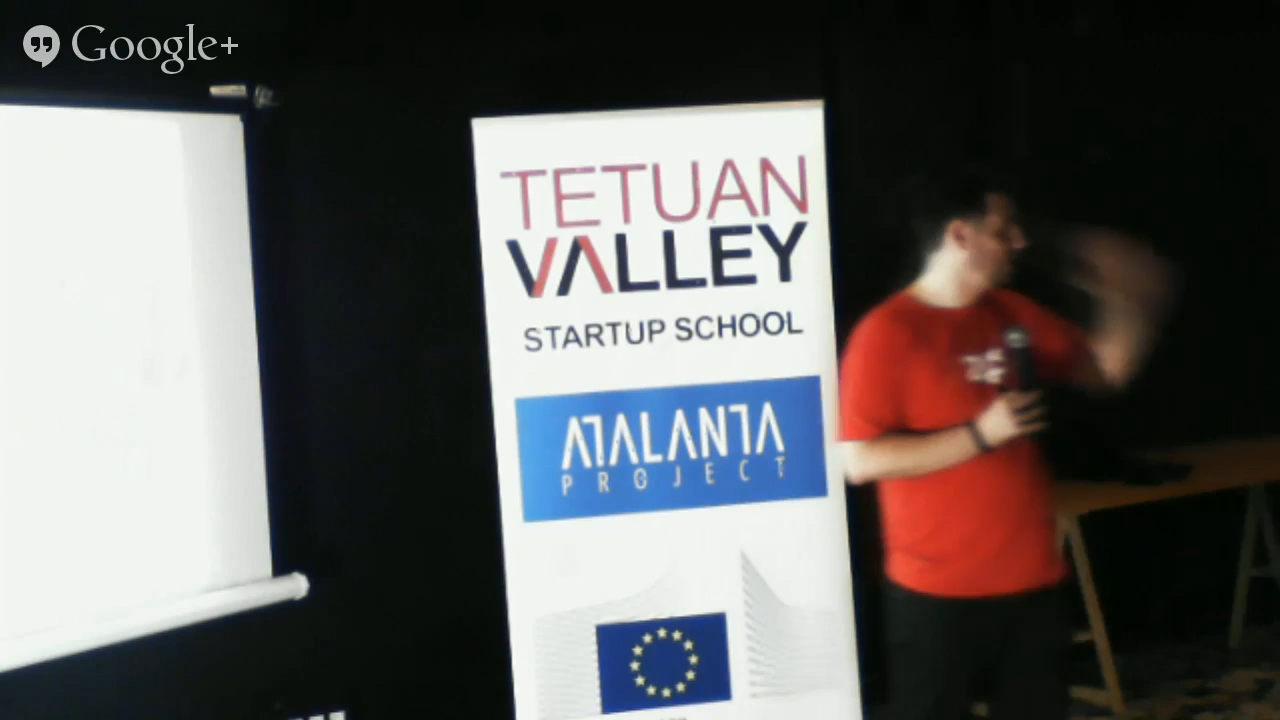 Google+
TETUAN
VALLEY
STARTUP SCHOOL
ATALANTA
PROJECT